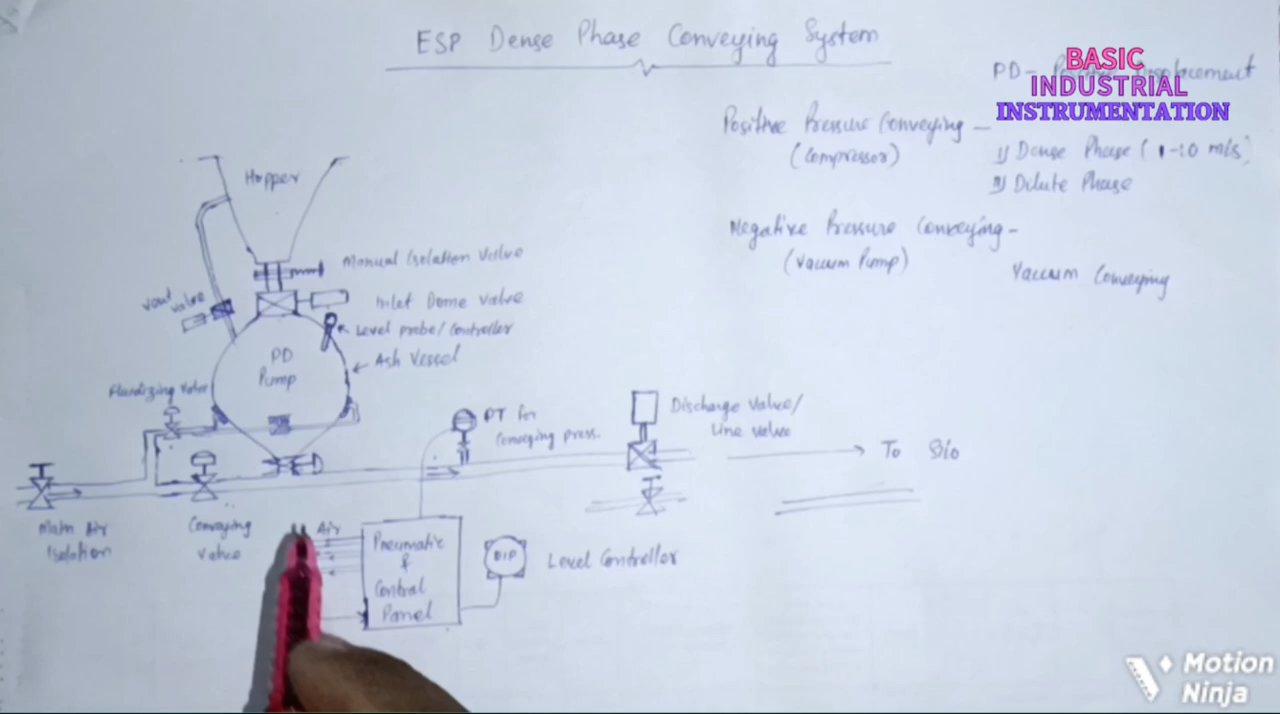 ESP Dense Phase Conveying System
PD - Displacement
BASIC
INDUSTRIAL
INSTRUMENTATION
Positive Pressure Conveying -
(Compressor)
1) Dense Phase (1-10 m/s)
2) Dilute Phase
Negative Pressure Conveying -
(Vacuum Pump)
Vaccum Conveying
Hopper
Manual Isolation Valve
Inlet Dome Valve
Vent Valve
Level probe/Controller
PD
Pump
Ash Vessel
Fluidizing Valve
PT for
Conveying press.
Discharge Valve/
Line Valve
To Silo
Main Air
Isolation
Conveying
Valve
Air
Pneumatic
&
Control
Panel
DIP
Level Controller
Motion
Ninja